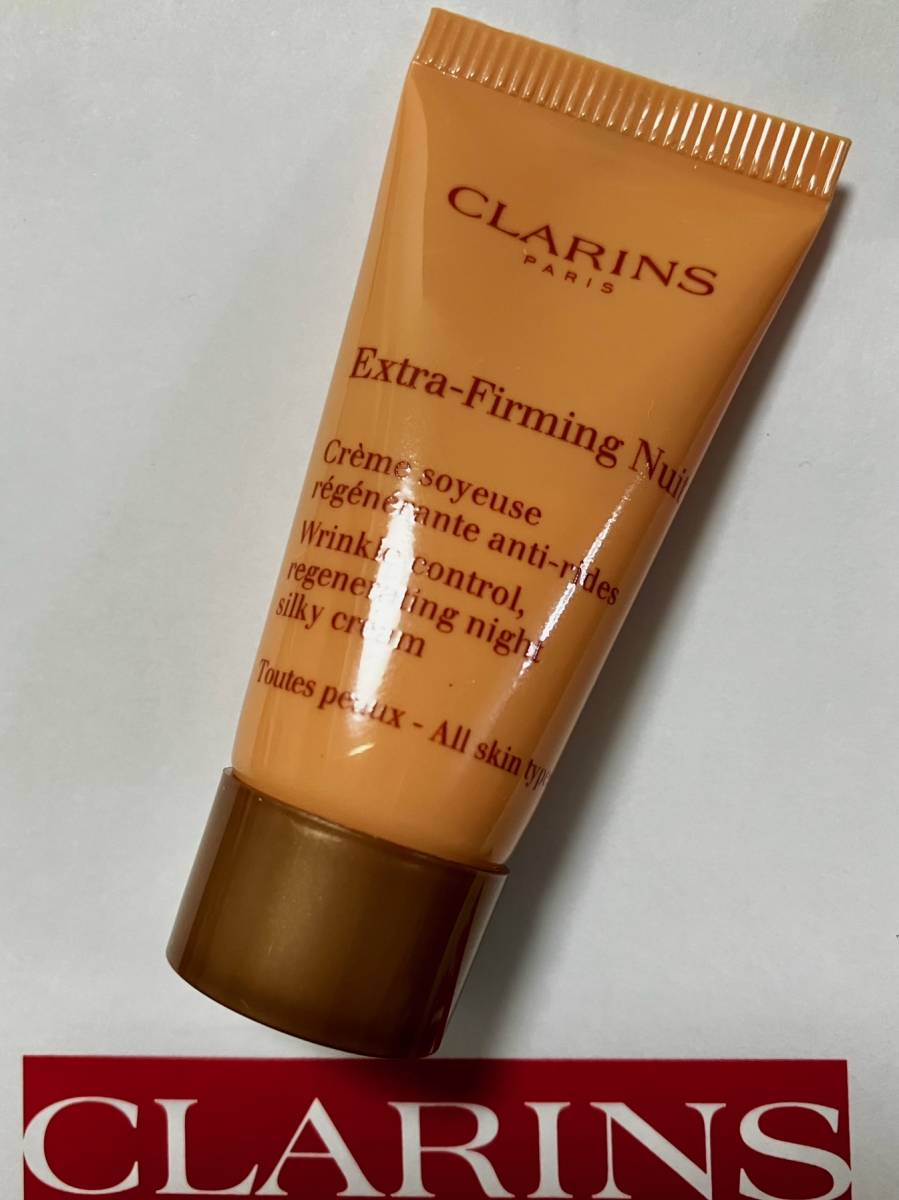 CLARINS
PARIS
Extra-Firming Nuit
Crème soyeuse
régénérante anti-rides
Wrinkle control,
regenerating night
silky cream
Toutes peaux - All skin types
CLARINS